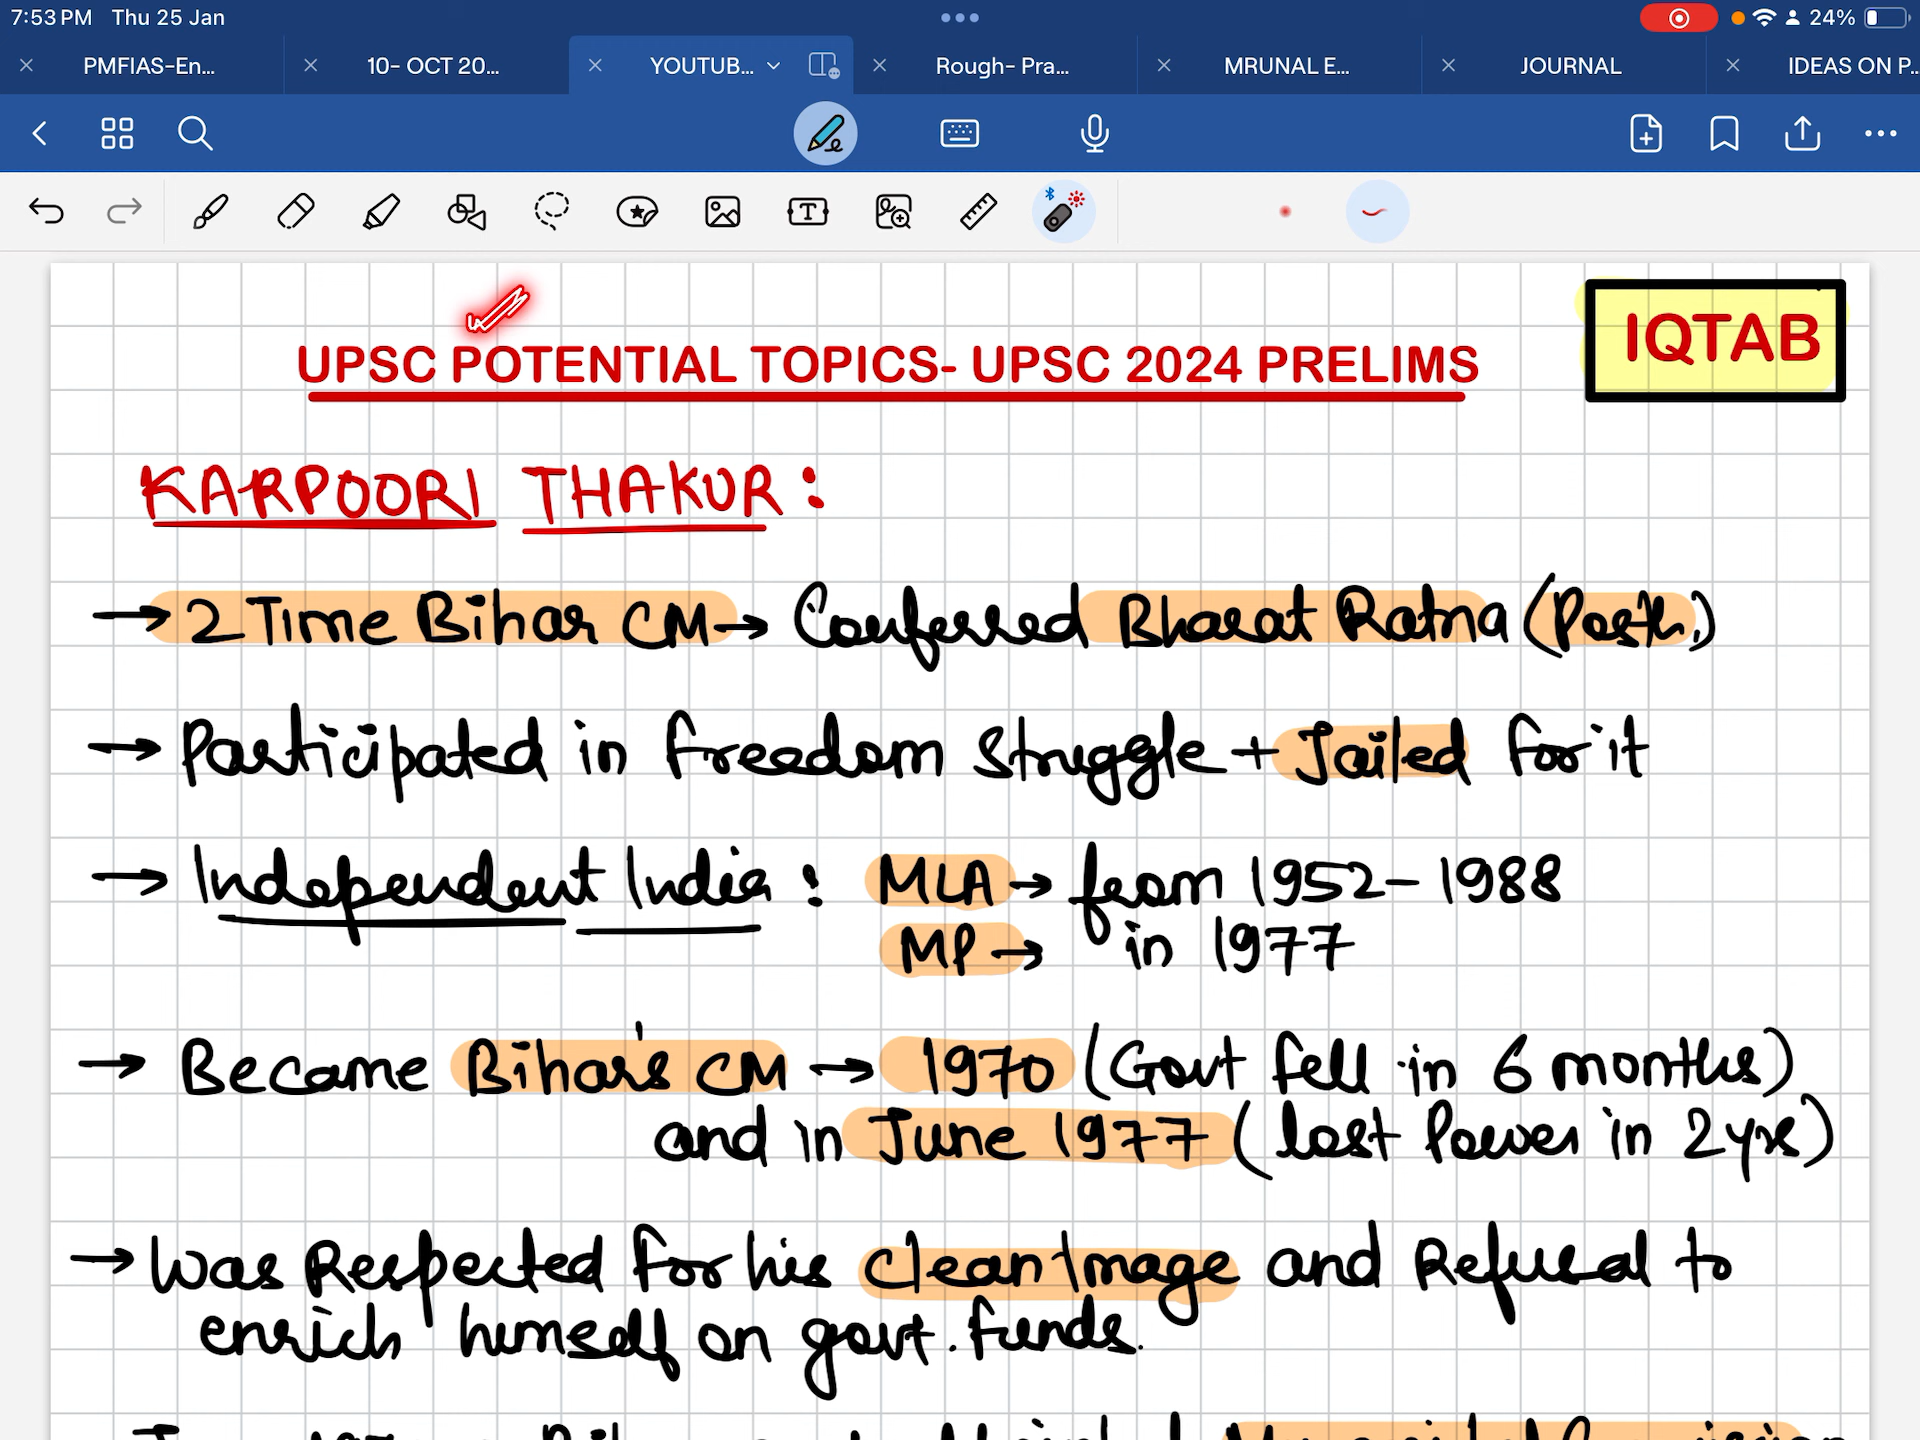 7:53 PM Thu 25 Jan
24%
PMFIAS-En...
10- OCT 20...
YOUTUB...
Rough- Pra...
MRUNAL E...
JOURNAL
IDEAS ON P...
IQTAB
UPSC POTENTIAL TOPICS- UPSC 2024 PRELIMS
KARPOORI THAKUR :
→ 2 Time Bihar CM → Conferred Bharat Ratna (Posth.)
→ Participated in freedom Struggle + Jailed for it
→ Independent India : MLA → from 1952-1988
MP → in 1977
→ Became Bihar's CM → 1970 (Govt fell in 6 months)
and in June 1977 (lost Power in 2 yrs)
→ Was Respected for his clean Image and Refusal to
enrich himself on govt. funds.